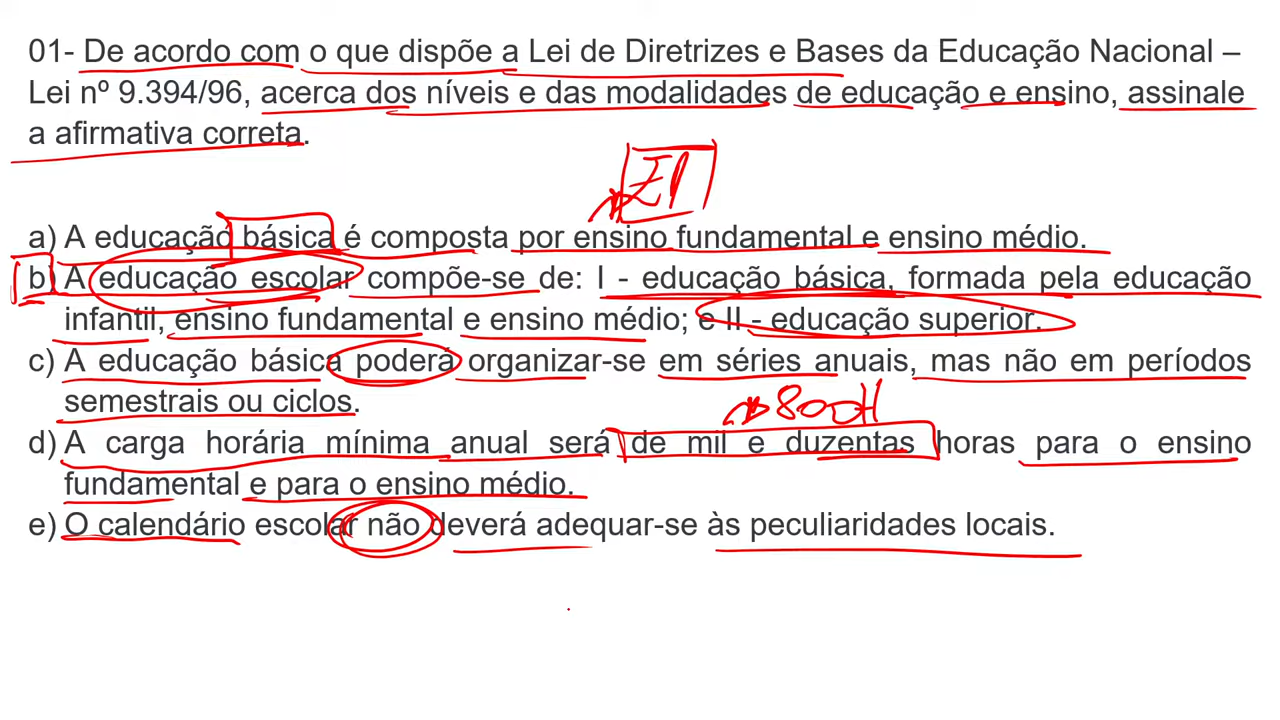 01- De acordo com o que dispõe a Lei de Diretrizes e Bases da Educação Nacional –
Lei nº 9.394/96, acerca dos níveis e das modalidades de educação e ensino, assinale
a afirmativa correta.
EI
a) A educação básica é composta por ensino fundamental e ensino médio.
b) A educação escolar compõe-se de: I - educação básica, formada pela educação
infantil, ensino fundamental e ensino médio; e II - educação superior.
c) A educação básica poderá organizar-se em séries anuais, mas não em períodos
semestrais ou ciclos.
800H
d) A carga horária mínima anual será de mil e duzentas horas para o ensino
fundamental e para o ensino médio.
e) O calendário escolar não deverá adequar-se às peculiaridades locais.